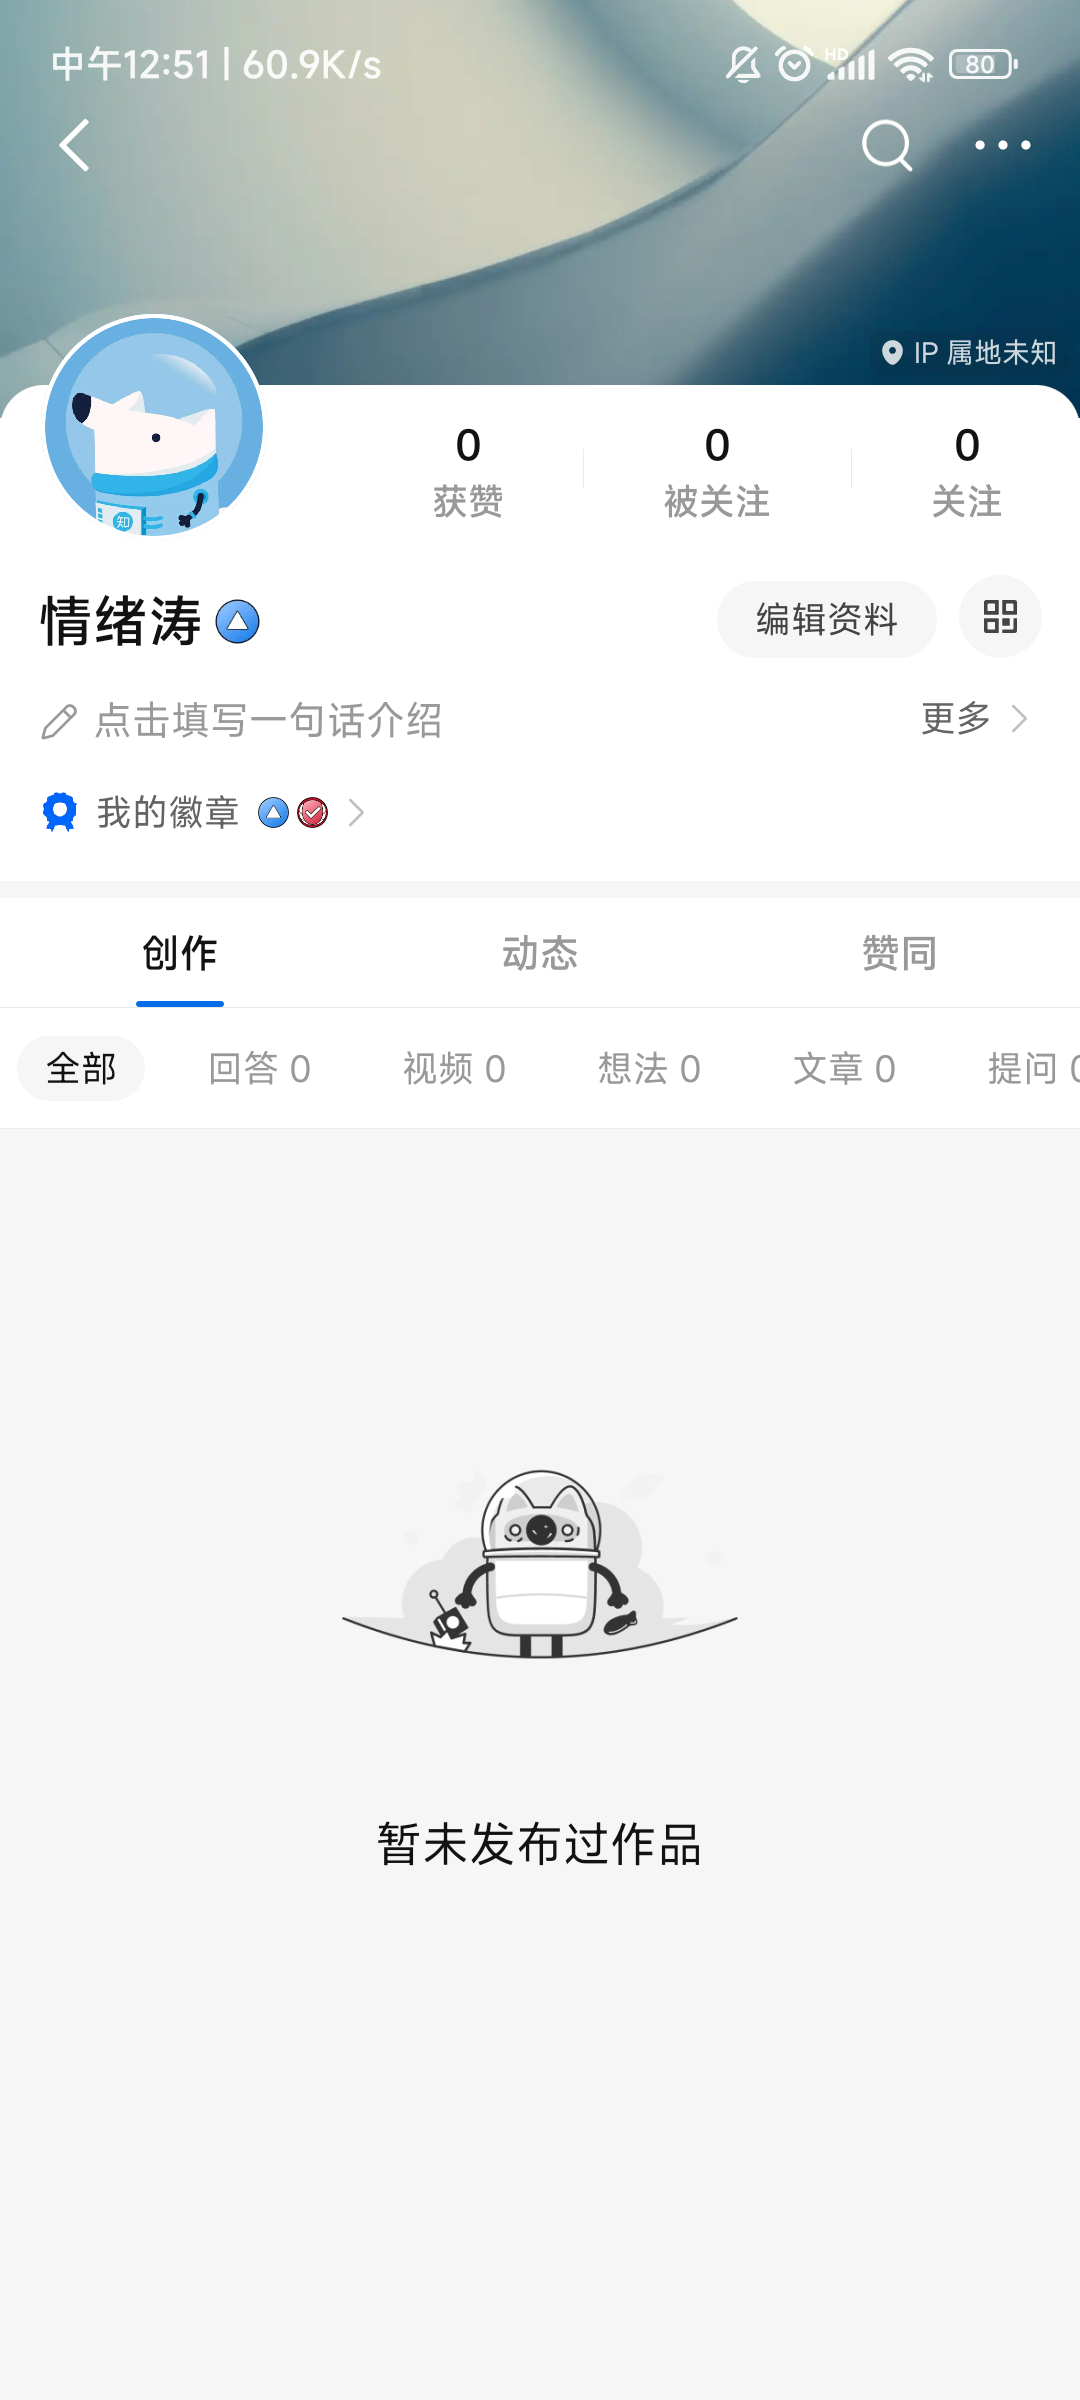 中午12:51 | 60.9K/s
HD
80
IP 属地未知
知
0
0
0
获赞
被关注
关注
情绪涛
编辑资料
点击填写一句话介绍
更多
我的徽章
创作
动态
赞同
全部
回答 0
视频 0
想法 0
文章 0
提问 0
暂未发布过作品